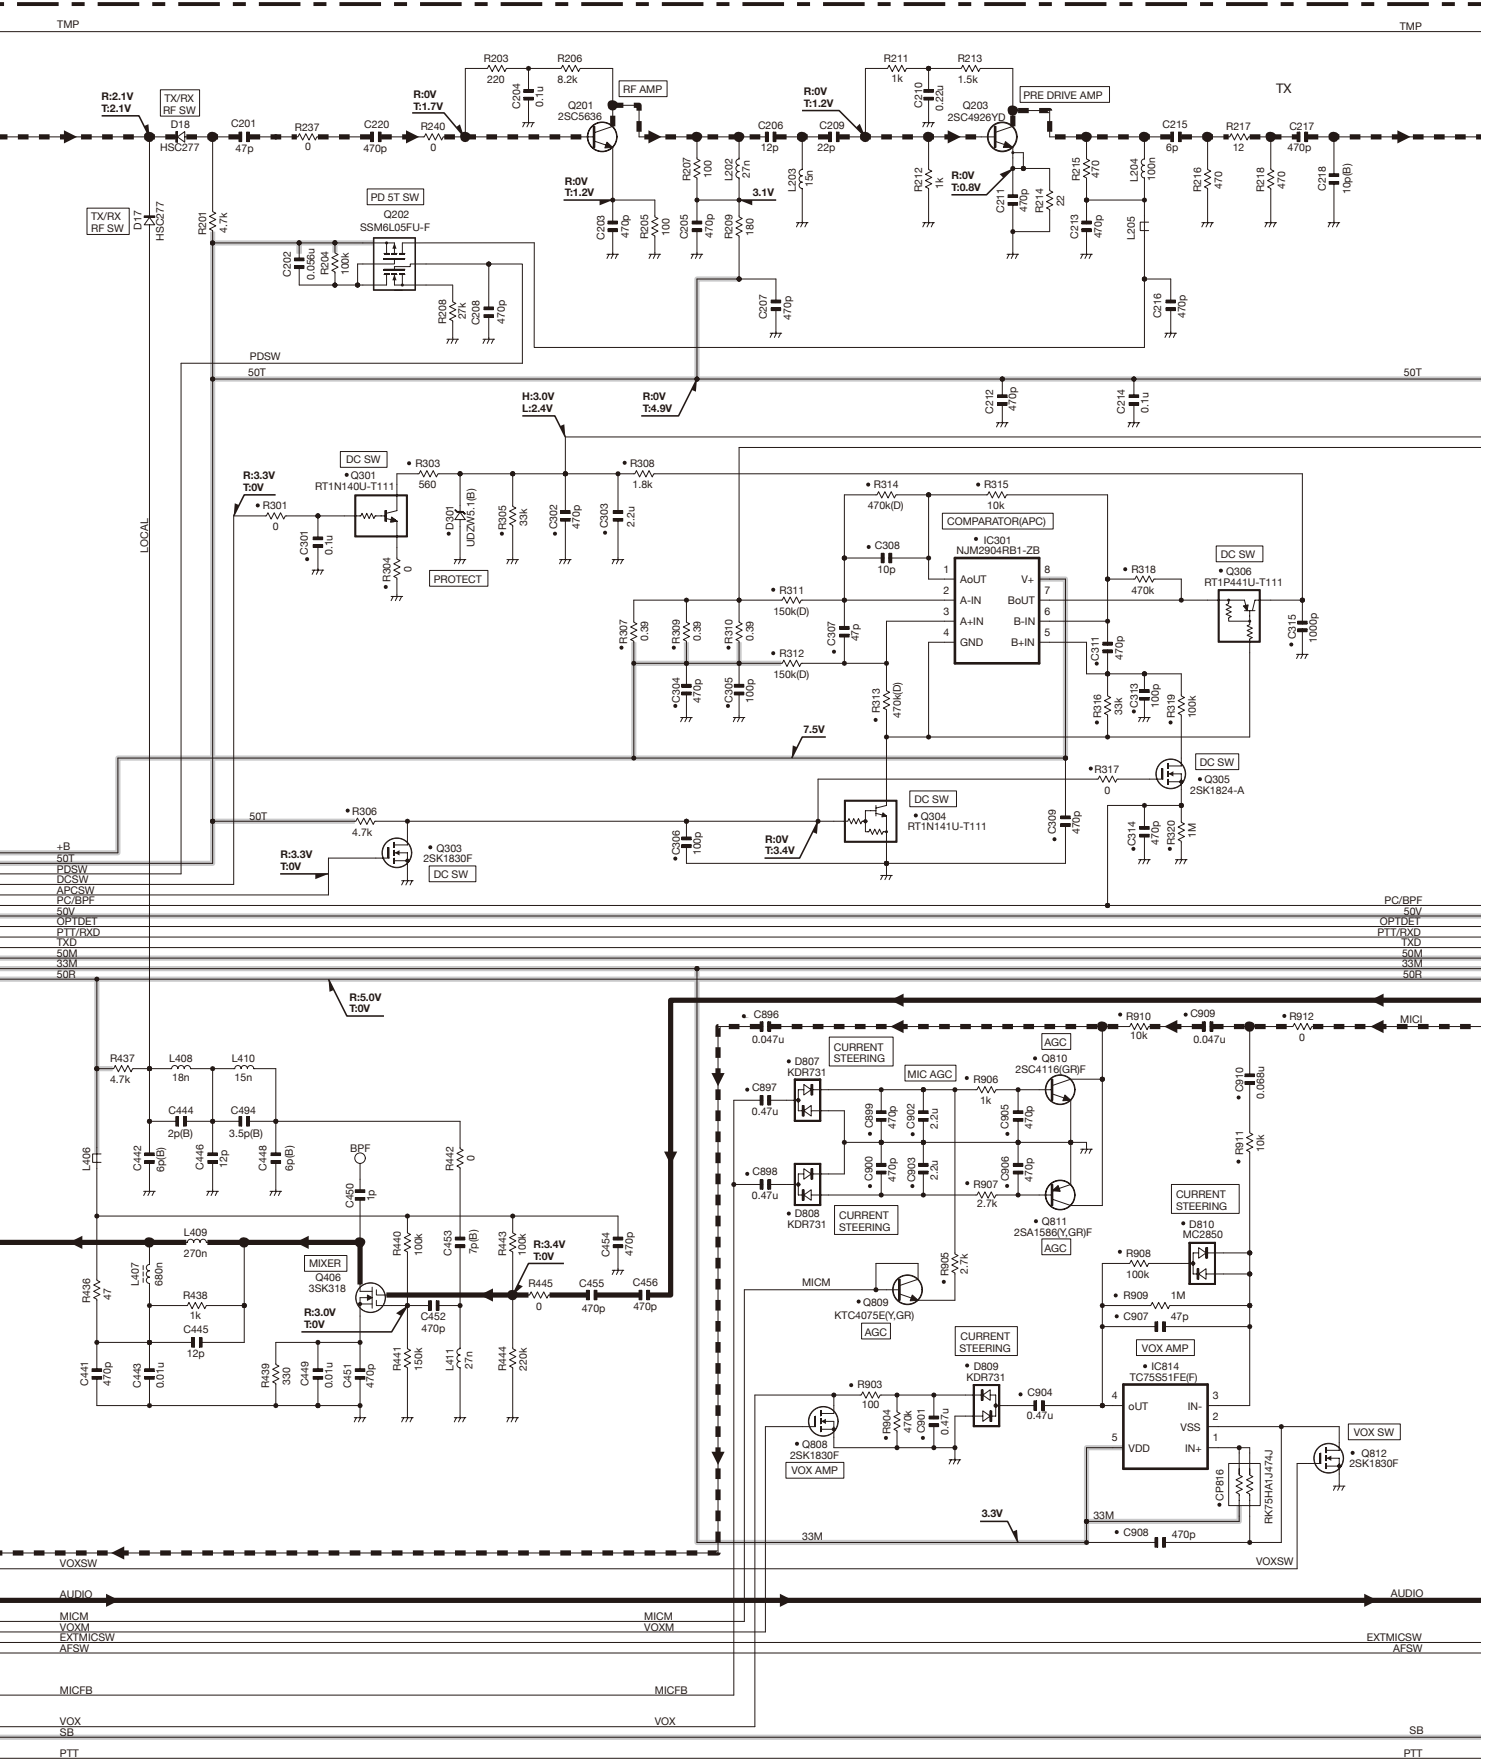 TMP
TMP
R203
220
R206
8.2k
C204
0.1u
R211
1k
R213
1.5k
C210
0.22u
TX
R:2.1V
T:2.1V
TX/RX
RF SW
D18
HSC277
R:0V
T:1.7V
Q201
2SC5636
RF AMP
R:0V
T:1.2V
Q203
2SC4926YD
PRE DRIVE AMP
C201
47p
R237
0
C220
470p
R240
0
C206
12p
C209
22p
C215
6p
R217
12
C217
470p
R207
100
L202
27n
L203
15n
R212
1k
R215
470
L204
100n
R216
470
R218
470
C218
10p(B)
TX/RX
RF SW
D17
HSC277
R201
4.7k
PD 5T SW
Q202
SSM6L05FU-F
R:0V
T:1.2V
3.1V
R:0V
T:0.8V
C203
470p
R205
100
C205
470p
R209
180
C211
470p
R214
22
C213
470p
L205
C202
0.056u
R204
100k
R208
27k
C208
470p
C207
470p
C216
470p
PDSW
50T
50T
H:3.0V
L:2.4V
R:0V
T:4.9V
C212
470p
C214
0.1u
R:3.3V
T:0V
DC SW
Q301
RT1N140U-T111
R303
560
R308
1.8k
R301
0
C301
0.1u
R304
0
D301
UDZW5.1(B)
PROTECT
R305
33k
C302
470p
C303
2.2u
LOCAL
R314
470k(D)
R315
10k
COMPARATOR(APC)
IC301
NJM2904RB1-ZB
C308
10p
1
2
3
4
AoUT
A-IN
A+IN
GND
V+
BoUT
B-IN
B+IN
8
7
6
5
R318
470k
DC SW
Q306
RT1P441U-T111
C315
1000p
R307
0.39
R309
0.39
R310
0.39
R311
150k(D)
C307
47p
R312
150k(D)
C304
470p
C305
100p
R313
470k(D)
C311
470p
R316
33k
C313
100p
R319
100k
7.5V
R317
0
DC SW
Q305
2SK1824-A
DC SW
Q304
RT1N141U-T111
50T
R306
4.7k
C306
100p
R:0V
T:3.4V
C309
470p
C314
470p
R320
1M
R:3.3V
T:0V
Q303
2SK1830F
DC SW
+B
50T
PDSW
DCSW
APCSW
PC/BPF
50V
OPTDET
PTT/RXD
TXD
50M
33M
50R
PC/BPF
50V
OPTDET
PTT/RXD
TXD
50M
33M
50R
R:5.0V
T:0V
C896
0.047u
R910
10k
C909
0.047u
R912
0
MICI
CURRENT
STEERING
D807
KDR731
AGC
Q810
2SC4116(GR)F
MIC AGC
R906
1k
C897
0.47u
C899
470p
C902
2.2u
C905
470p
C910
0.068u
R911
10k
R437
4.7k
L408
18n
L410
15n
C444
2p(B)
C494
3.5p(B)
L406
C442
6p(B)
C446
12p
C448
6p(B)
BPF
C450
1p
R442
0
C898
0.47u
D808
KDR731
CURRENT
STEERING
C900
470p
C903
2.2u
C906
470p
R907
2.7k
Q811
2SA1586(Y,GR)F
AGC
R905
2.7k
CURRENT
STEERING
D810
MC2850
R908
100k
R909
1M
C907
47p
VOX AMP
IC814
TC75S51FE(F)
L409
270n
L407
680n
R436
47
R438
1k
C445
12p
MIXER
Q406
3SK318
R440
100k
C453
7p(B)
R443
100k
R:3.4V
T:0V
C454
470p
R445
0
C455
470p
C456
470p
R:3.0V
T:0V
C452
470p
C441
470p
C443
0.01u
R439
330
C449
0.01u
C451
470p
R441
150k
L411
27n
R444
220k
MICM
Q809
KTC4075E(Y,GR)
AGC
CURRENT
STEERING
D809
KDR731
R903
100
R904
470k
C901
0.47u
C904
0.47u
Q808
2SK1830F
VOX AMP
4
5
oUT
VDD
IN-
VSS
IN+
3
2
1
VOX SW
Q812
2SK1830F
CP816
RK75HA1J474J
3.3V
33M
33M
C908
470p
VOXSW
VOXSW
AUDIO
AUDIO
MICM
VOXM
EXTMICSW
AFSW
MICM
VOXM
EXTMICSW
AFSW
MICFB
MICFB
VOX
SB
VOX
SB
PTT
PTT